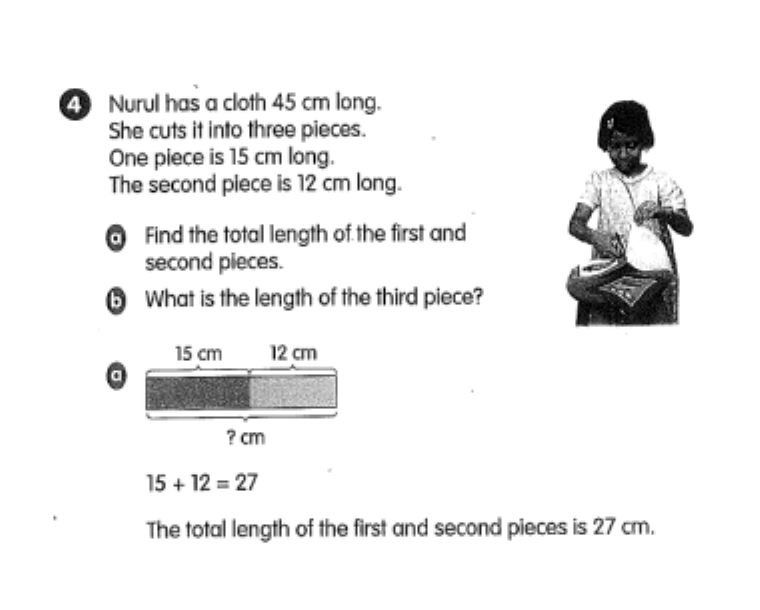 4 Nurul has a cloth 45 cm long.
She cuts it into three pieces.
One piece is 15 cm long.
The second piece is 12 cm long.
a Find the total length of the first and
second pieces.
b What is the length of the third piece?
15 cm 12 cm
a
? cm
15 + 12 = 27
The total length of the first and second pieces is 27 cm.